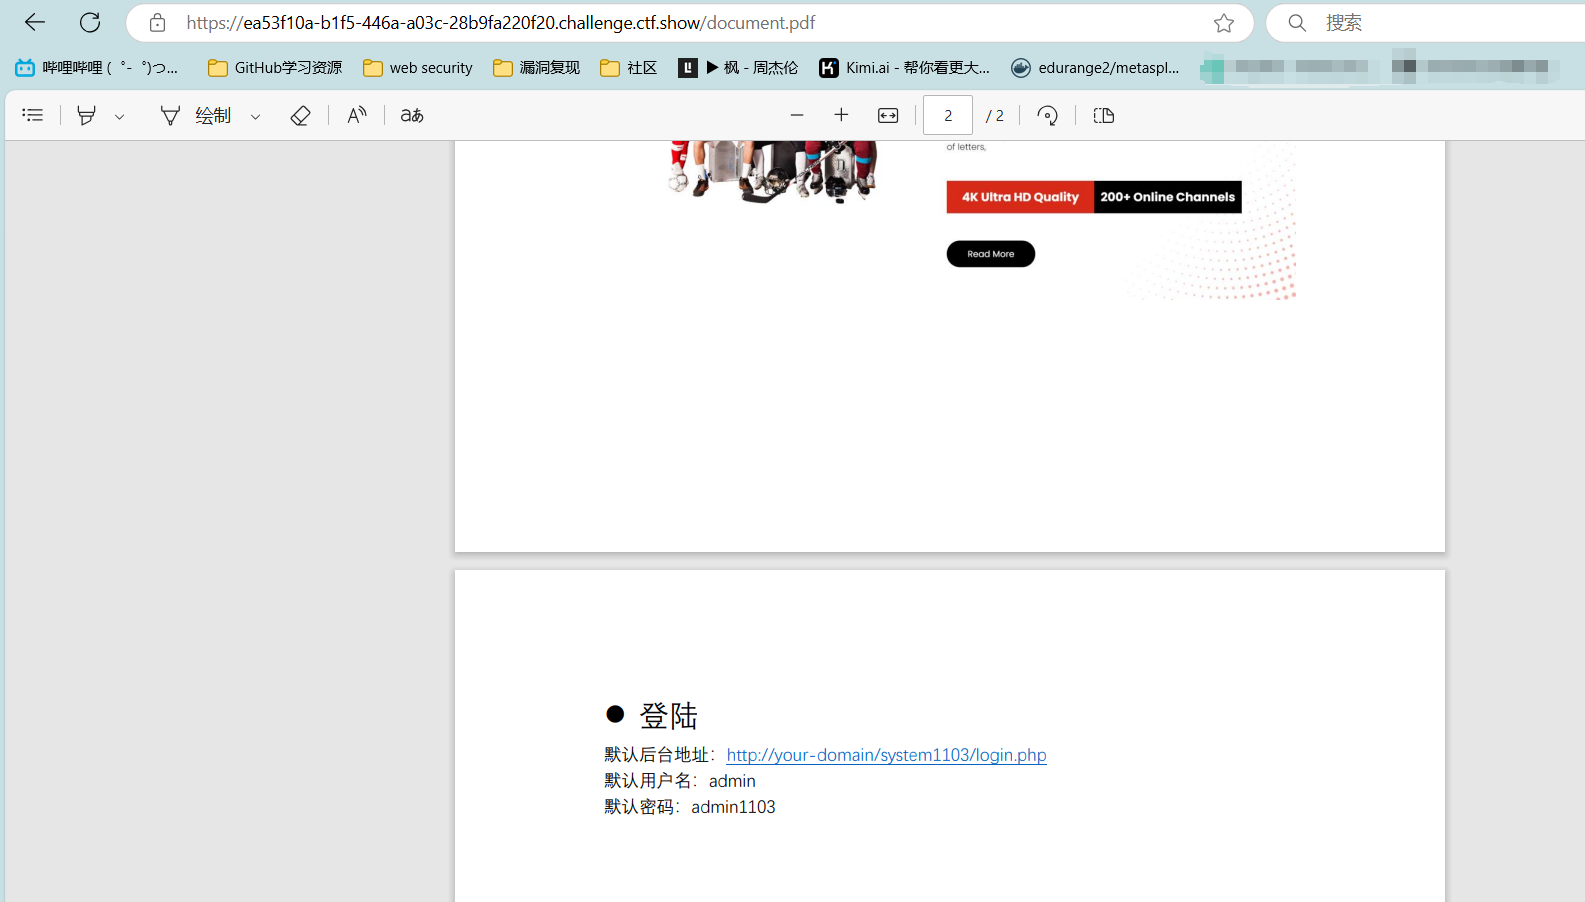 https://ea53f10a-b1f5-446a-a03c-28b9fa220f20.challenge.ctf.show/document.pdf
搜索
哔哩哔哩 (゜-゜)つ...
GitHub学习资源
web security
漏洞复现
社区
▶ 枫 - 周杰伦
Kimi.ai - 帮你看更大...
edurange2/metaspl...
绘制
aあ
2
/ 2
of letters,
4K Ultra HD Quality
200+ Online Channels
Read More
● 登陆
默认后台地址：http://your-domain/system1103/login.php
默认用户名：admin
默认密码：admin1103